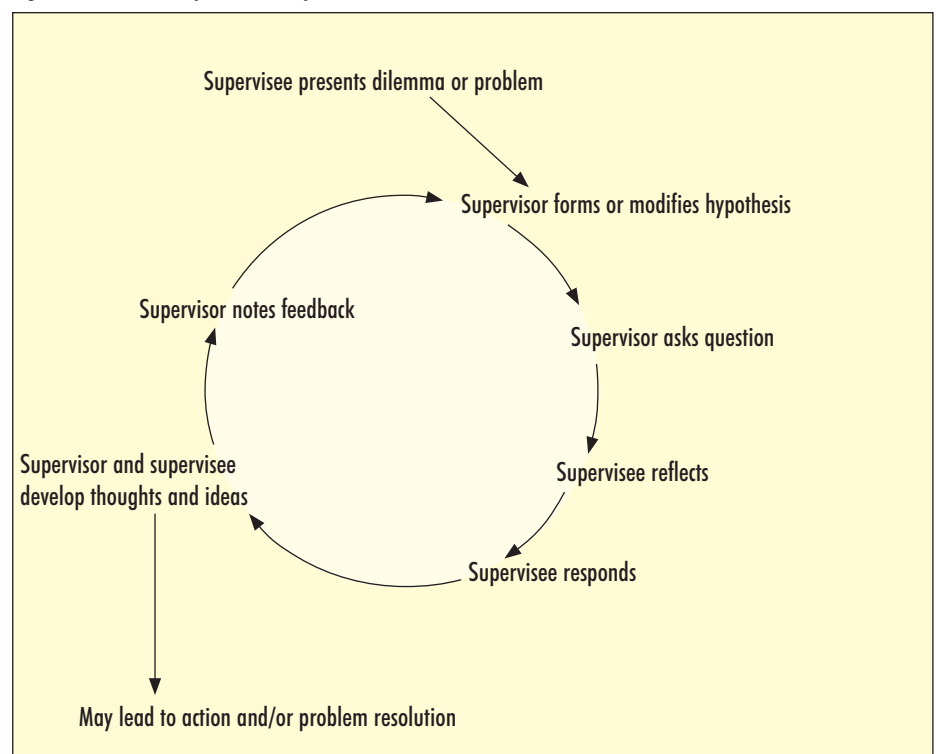 Supervisee presents dilemma or problem
Supervisor forms or modifies hypothesis
Supervisor notes feedback
Supervisor asks question
Supervisor and supervisee
develop thoughts and ideas
Supervisee reflects
Supervisee responds
May lead to action and/or problem resolution